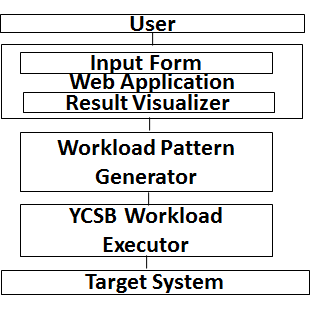 User
Input Form
Web Application
Result Visualizer
Workload Pattern
Generator
YCSB Workload
Executor
Target System